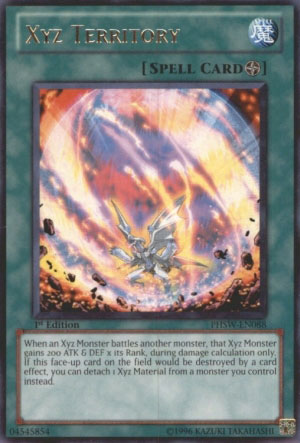 Xyz Territory
魔
[Spell Card]
1st Edition
PHSW-EN088
When an Xyz Monster battles another monster, that Xyz Monster
gains 200 ATK & DEF x its Rank, during damage calculation only.
If this face-up card on the field would be destroyed by a card
effect, you can detach 1 Xyz Material from a monster you control
instead.
04545854
©1996 KAZUKI TAKAHASHI